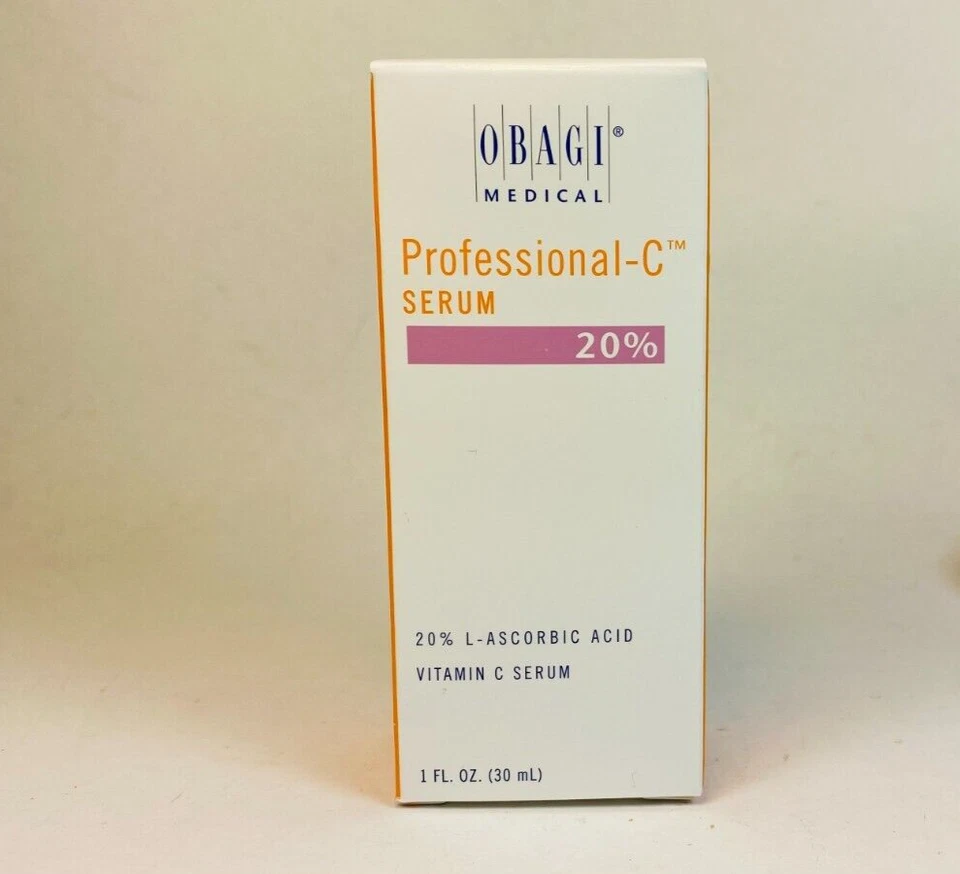 OBAGI®
MEDICAL
Professional-C™
SERUM
20%
20% L-ASCORBIC ACID
VITAMIN C SERUM
1 FL. OZ. (30 mL)